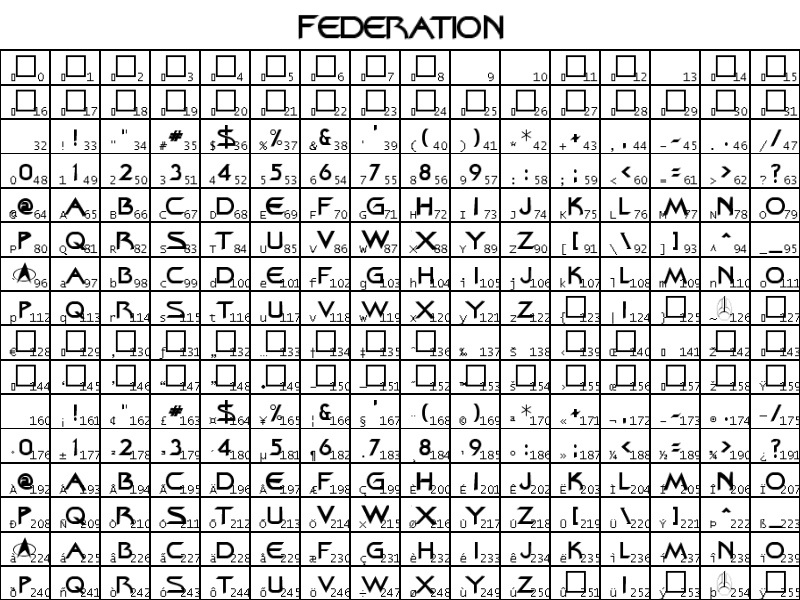 FEDERATION
0 1 2 3 4 5 6 7 8 9 10 11 12 13 14 15
16 17 18 19 20 21 22 23 24 25 26 27 28 29 30 31
32 ! ! 33 " " 34 # # 35 $ $ 36 % % 37 & & 38 ' ' 39 ( ( 40 ) ) 41 * * 42 + + 43 , , 44 - - 45 . . 46 / / 47
0 0 48 1 1 49 2 2 50 3 3 51 4 4 52 5 5 53 6 6 54 7 7 55 8 8 56 9 9 57 : : 58 ; ; 59 < < 60 = = 61 > > 62 ? ? 63
@ @ 64 A A 65 B B 66 C C 67 D D 68 E E 69 F F 70 G G 71 H H 72 I I 73 J J 74 K K 75 L L 76 M M 77 N N 78 O O 79
P P 80 Q Q 81 R R 82 S S 83 T T 84 U U 85 V V 86 W W 87 X X 88 Y Y 89 Z Z 90 [ [ 91 \ \ 92 ] ] 93 ^ ^ 94 _ _ 95
96 a A 97 b B 98 c C 99 d D 100 e E 101 f F 102 g G 103 h H 104 i I 105 j J 106 k K 107 l L 108 m M 109 n N 110 o O 111
p P 112 q Q 113 r R 114 s S 115 t T 116 u U 117 v V 118 w W 119 x X 120 y Y 121 z Z 122 { 123 | I 124 } 125 ~ 126 127
€ 128 129 ‚ 130 ƒ 131 „ 132 … 133 † 134 ‡ 135 ˆ 136 ‰ 137 Š 138 ‹ 139 Œ 140 141 Ž 142 143
144 ‘ 145 ’ 146 “ 147 ” 148 • 149 – 150 — 151 ˜ 152 ™ 153 š 154 › 155 œ 156 157 ž 158 Ÿ 159
160 ¡ ! 161 ¢ " 162 £ # 163 ¤ $ 164 ¥ % 165 ¦ & 166 § ' 167 ¨ ( 168 © ) 169 ª * 170 « + 171 ¬ , 172 - 173 ® . 174 ¯ / 175
° 0 176 ± 1 177 ² 2 178 ³ 3 179 ´ 4 180 µ 5 181 ¶ 6 182 · 7 183 ¸ 8 184 ¹ 9 185 º : 186 » ; 187 ¼ < 188 ½ = 189 ¾ > 190 ¿ ? 191
À @ 192 Á A 193 Â B 194 Ã C 195 Ä D 196 Å E 197 Æ F 198 Ç G 199 È H 200 É I 201 Ê J 202 Ë K 203 Ì L 204 Í M 205 Î N 206 Ï O 207
Ð P 208 Ñ Q 209 Ò R 210 Ó S 211 Ô T 212 Õ U 213 Ö V 214 × W 215 Ø X 216 Ù Y 217 Ú Z 218 Û [ 219 Ü \ 220 Ý ] 221 Þ ^ 222 ß _ 223
à 224 á A 225 â B 226 ã C 227 ä D 228 å E 229 æ F 230 ç G 231 è H 232 é I 233 ê J 234 ë K 235 ì L 236 í M 237 î N 238 ï O 239
ð P 240 ñ Q 241 ò R 242 ó S 243 ô T 244 õ U 245 ö V 246 ÷ W 247 ø X 248 ù Y 249 ú Z 250 û 251 ü I 252 ý 253 þ 254 ÿ 255